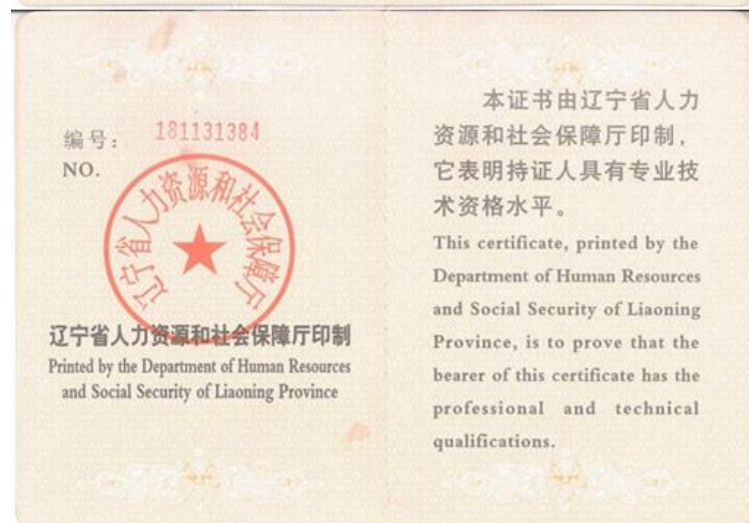 编号: 181131384
NO.
辽宁省人力资源和社会保障厅
辽宁省人力资源和社会保障厅印制
Printed by the Department of Human Resources
and Social Security of Liaoning Province
本证书由辽宁省人力
资源和社会保障厅印制,
它表明持证人具有专业技
术资格水平。
This certificate, printed by the
Department of Human Resources
and Social Security of Liaoning
Province, is to prove that the
bearer of this certificate has the
professional and technical
qualifications.